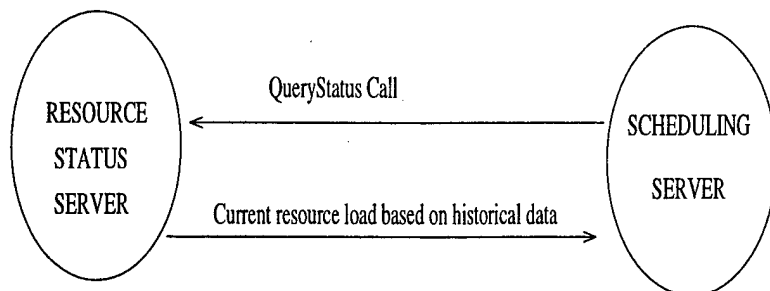 QueryStatus Call
RESOURCE
STATUS
SERVER
SCHEDULING
SERVER
Current resource load based on historical data